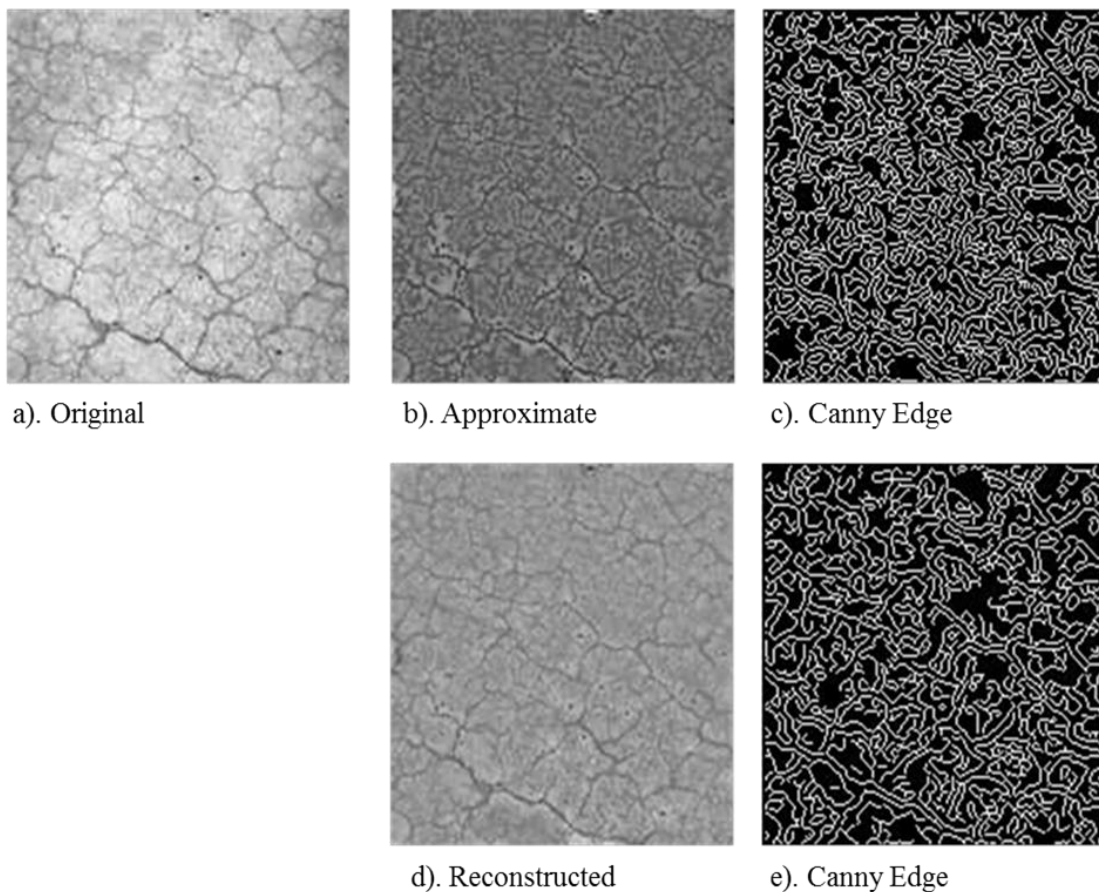 a). Original
b). Approximate
c). Canny Edge
d). Reconstructed
e). Canny Edge